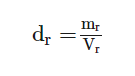 dᵣ = mᵣ/Vᵣ